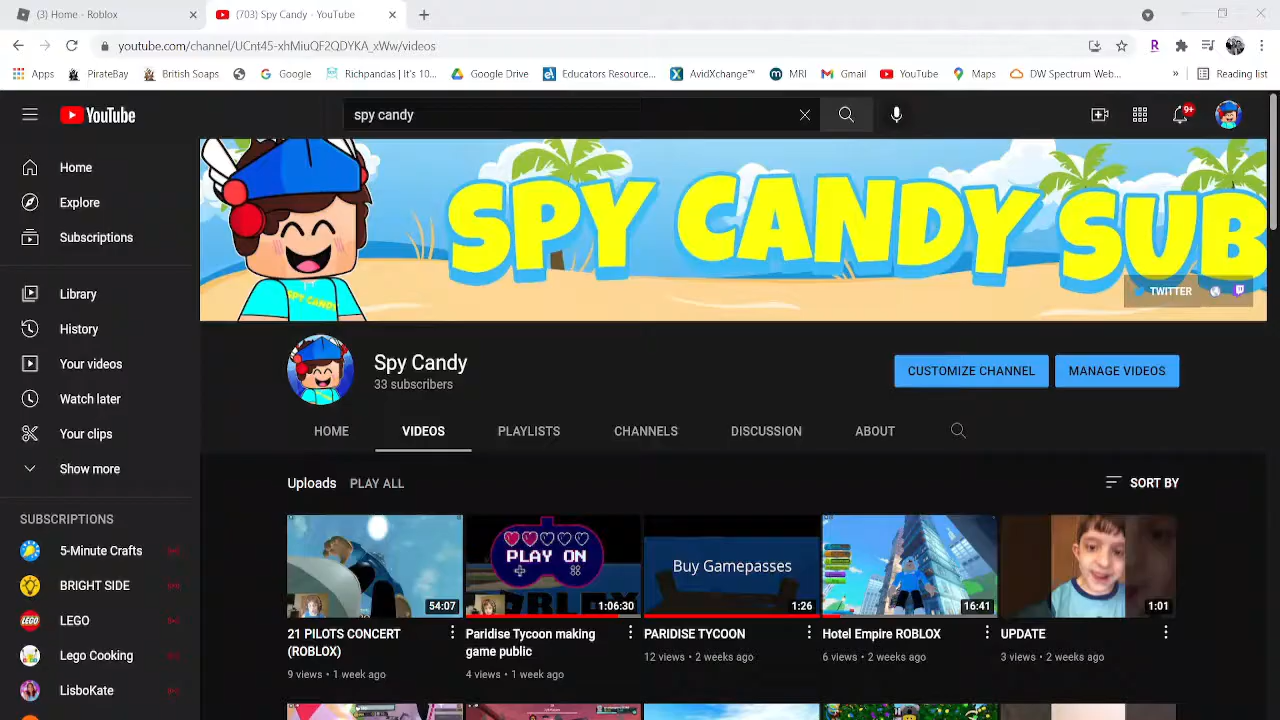 (3) Home - Roblox
(703) Spy Candy - YouTube
youtube.com/channel/UCnt45-xhMiuQF2QDYKA_xWw/videos
Apps PirateBay British Soaps Google Richpandas | It's 10... Google Drive Educators Resource... AvidXchange™ MRI Gmail YouTube Maps DW Spectrum Web... » Reading list
YouTube
spy candy
9+
Home
Explore
Subscriptions
Library
History
Your videos
Watch later
Your clips
Show more
SUBSCRIPTIONS
5-Minute Crafts
BRIGHT SIDE
LEGO
Lego Cooking
LisboKate
SPY CANDY SUB
SPY CANDY
TWITTER
Spy Candy
33 subscribers
CUSTOMIZE CHANNEL MANAGE VIDEOS
HOME VIDEOS PLAYLISTS CHANNELS DISCUSSION ABOUT
Uploads PLAY ALL
SORT BY
54:07
21 PILOTS CONCERT
(ROBLOX)
9 views • 1 week ago
PLAY ON
1:06:30
Paridise Tycoon making
game public
4 views • 1 week ago
Buy Gamepasses
1:26
PARIDISE TYCOON
12 views • 2 weeks ago
16:41
Hotel Empire ROBLOX
6 views • 2 weeks ago
1:01
UPDATE
3 views • 2 weeks ago